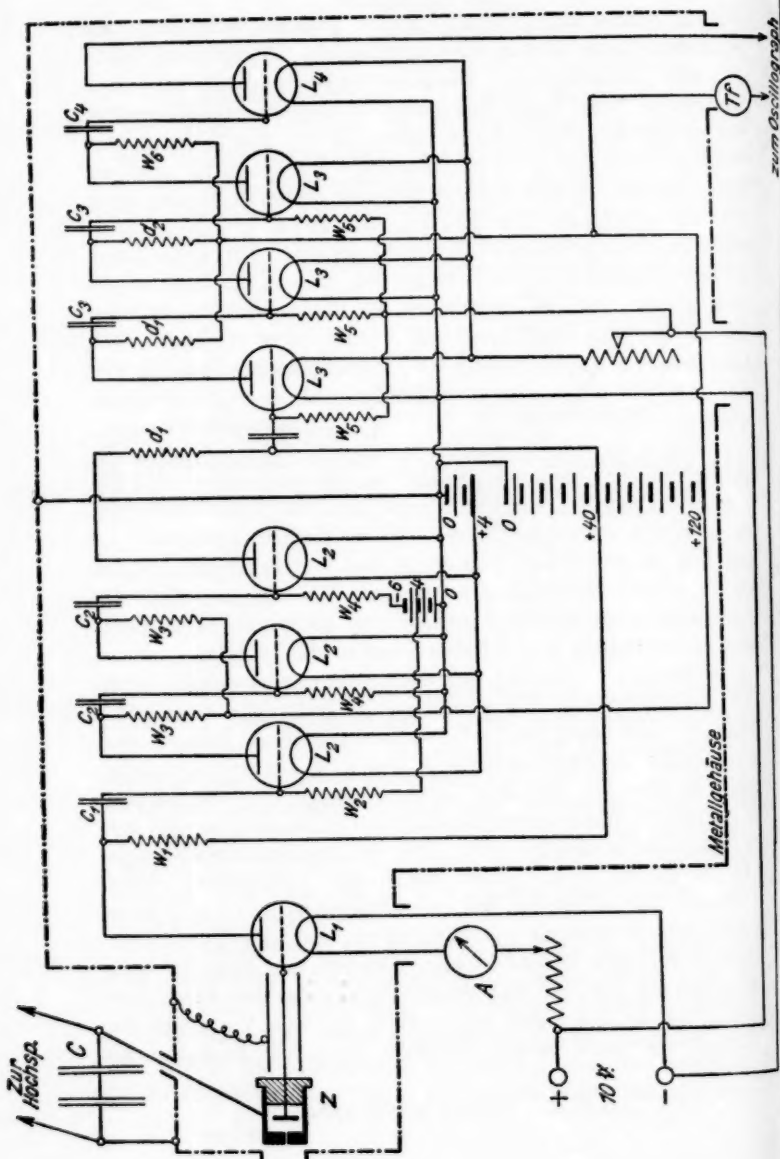 Zur Hochsp.
C
Z
L1
A
10 V.
+
-
C1
W1
W2
L2
C2
W3
W4
L2
C2
W3
W4
-6
-4
0
L2
d1
0
+4
0
+40
+120
Metallgehäuse
L3
W5
C3
d1
L3
W5
C3
d2
L3
W5
C4
W6
L4
Tf
zum Oscillograph